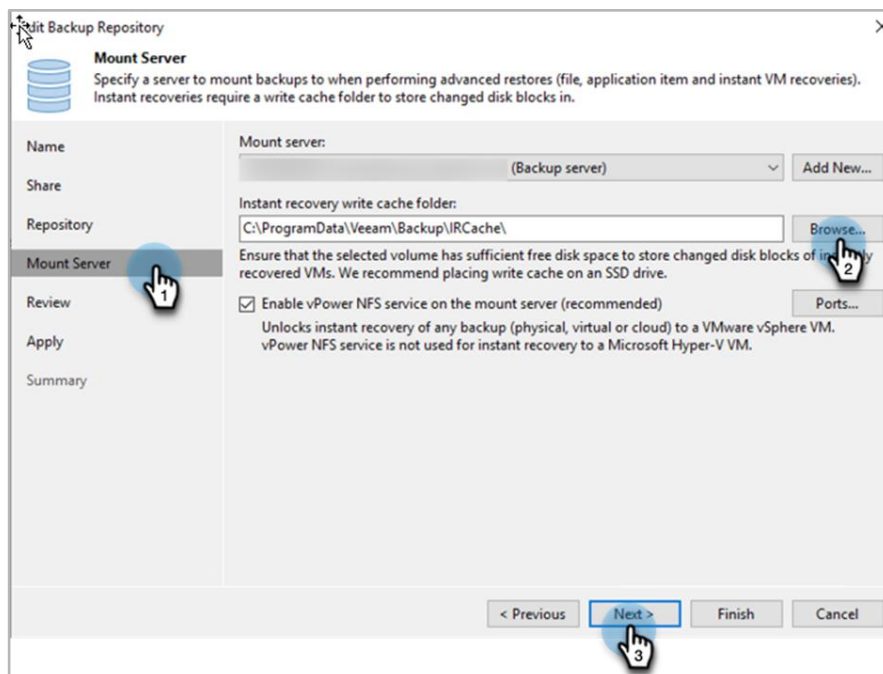 dit Backup Repository
Mount Server
Specify a server to mount backups to when performing advanced restores (file, application item and instant VM recoveries).
Instant recoveries require a write cache folder to store changed disk blocks in.
Name
Share
Repository
Mount Server
1
Review
Apply
Summary
Mount server:
(Backup server)
Add New...
Instant recovery write cache folder:
C:\ProgramData\Veeam\Backup\IRCache\
Browse...
2
Ensure that the selected volume has sufficient free disk space to store changed disk blocks of
recovered VMs. We recommend placing write cache on an SSD drive.
Enable vPower NFS service on the mount server (recommended)
Ports...
Unlocks instant recovery of any backup (physical, virtual or cloud) to a VMware vSphere VM.
vPower NFS service is not used for instant recovery to a Microsoft Hyper-V VM.
< Previous
Next >
3
Finish
Cancel